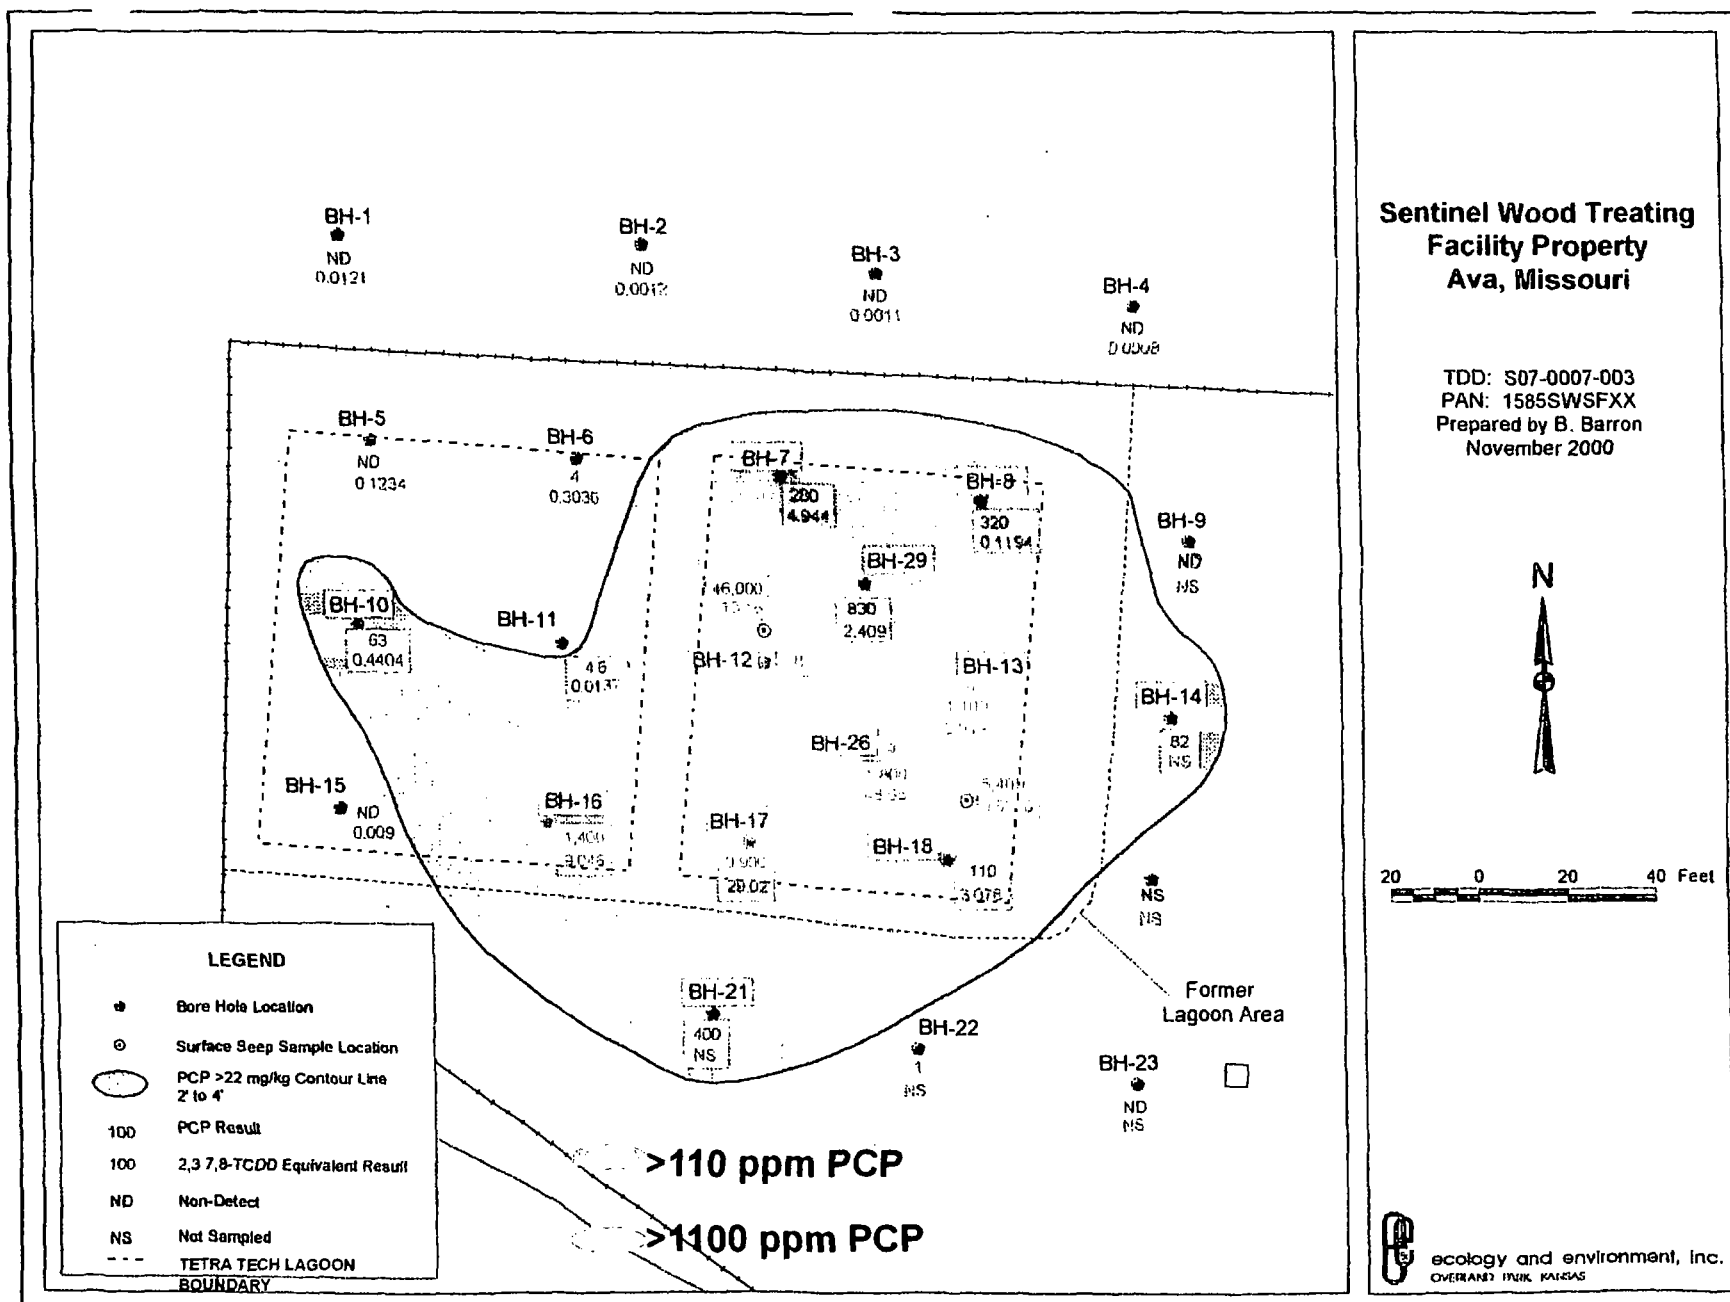 BH-1
ND
0.0121
BH-2
ND
0.0012
BH-3
ND
0.0011
BH-4
ND
0.0008
BH-5
ND
0.1234
BH-6
4
0.3036
BH-7
280
4.944
BH-8
320
0.1194
BH-9
ND
NS
BH-29
830
2.409
46,000
BH-10
63
0.4404
BH-11
46
0.0137
BH-12
BH-13
BH-14
82
NS
BH-26
BH-15
ND
0.009
BH-16
1,400
BH-17
29.02
BH-18
110
3.078
NS
NS
BH-21
400
NS
BH-22
1
NS
BH-23
ND
NS
Former
Lagoon Area
>110 ppm PCP
>1100 ppm PCP
LEGEND
Bore Hole Location
Surface Seep Sample Location
PCP >22 mg/kg Contour Line
2' to 4'
100 PCP Result
100 2,3 7,8-TCDD Equivalent Result
ND Non-Detect
NS Not Sampled
TETRA TECH LAGOON
BOUNDARY
Sentinel Wood Treating
Facility Property
Ava, Missouri
TDD: S07-0007-003
PAN: 1585SWSFXX
Prepared by B. Barron
November 2000
N
20 0 20 40 Feet
ecology and environment, inc.
OVERLAND PARK, KANSAS